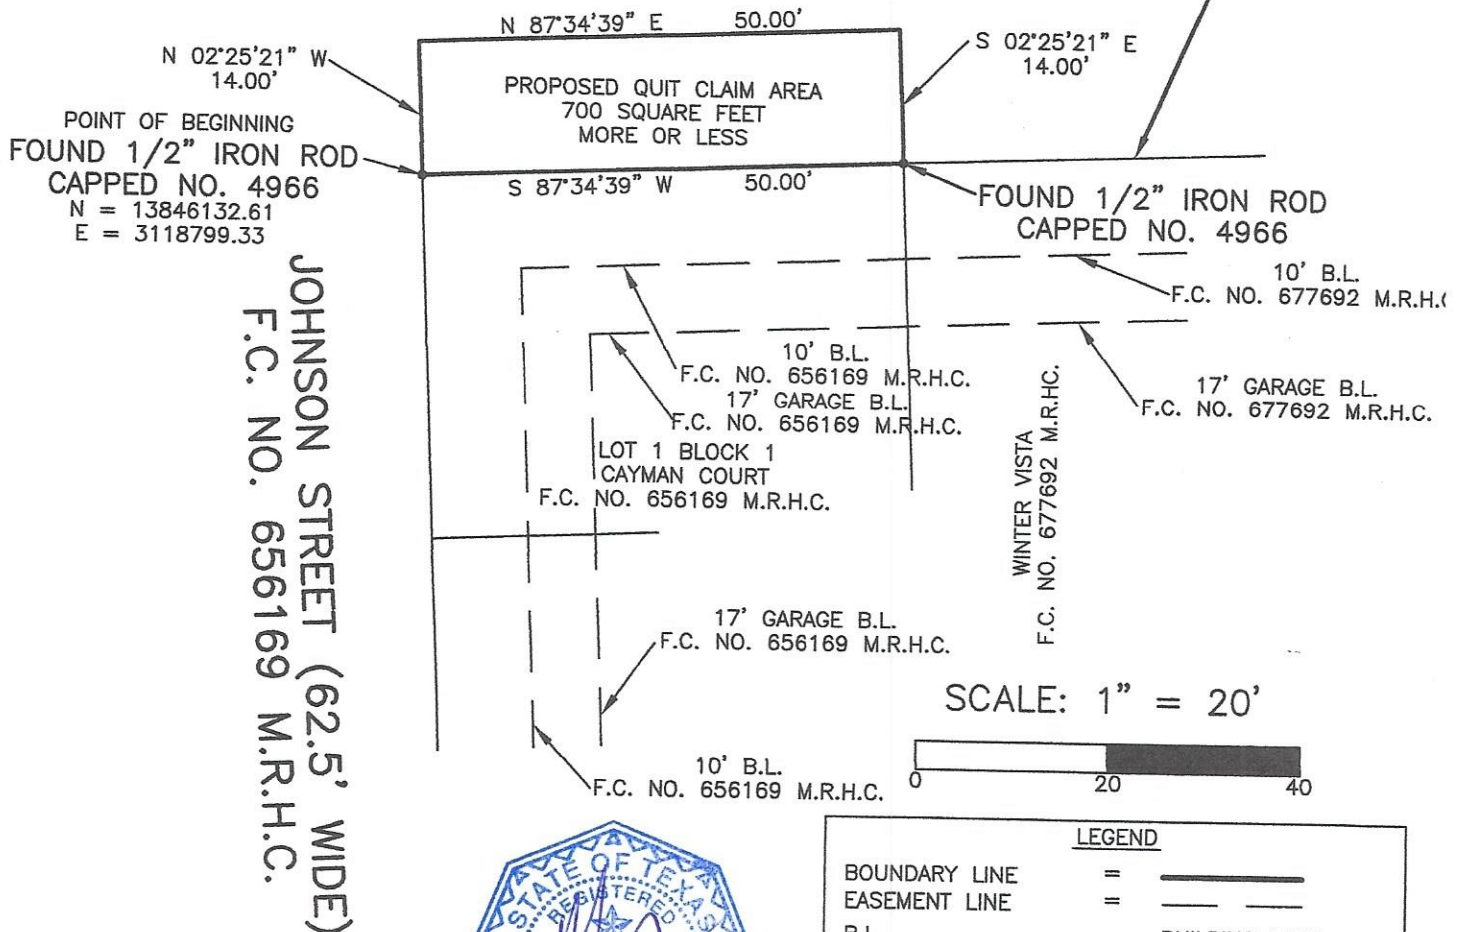 N 87°34'39" E 50.00'
N 02°25'21" W
14.00'
S 02°25'21" E
14.00'
PROPOSED QUIT CLAIM AREA
700 SQUARE FEET
MORE OR LESS
POINT OF BEGINNING
FOUND 1/2" IRON ROD
CAPPED NO. 4966
N = 13846132.61
E = 3118799.33
S 87°34'39" W 50.00'
FOUND 1/2" IRON ROD
CAPPED NO. 4966
10' B.L.
F.C. NO. 677692 M.R.H.
10' B.L.
F.C. NO. 656169 M.R.H.C.
17' GARAGE B.L.
F.C. NO. 656169 M.R.H.C.
17' GARAGE B.L.
F.C. NO. 677692 M.R.H.C.
LOT 1 BLOCK 1
CAYMAN COURT
F.C. NO. 656169 M.R.H.C.
WINTER VISTA
F.C. NO. 677692 M.R.HC.
JOHNSON STREET (62.5' WIDE)
F.C. NO. 656169 M.R.H.C.
17' GARAGE B.L.
F.C. NO. 656169 M.R.H.C.
10' B.L.
F.C. NO. 656169 M.R.H.C.
SCALE: 1" = 20'
0 20 40
STATE OF TEXAS
REGISTERED
LEGEND
BOUNDARY LINE =
EASEMENT LINE =